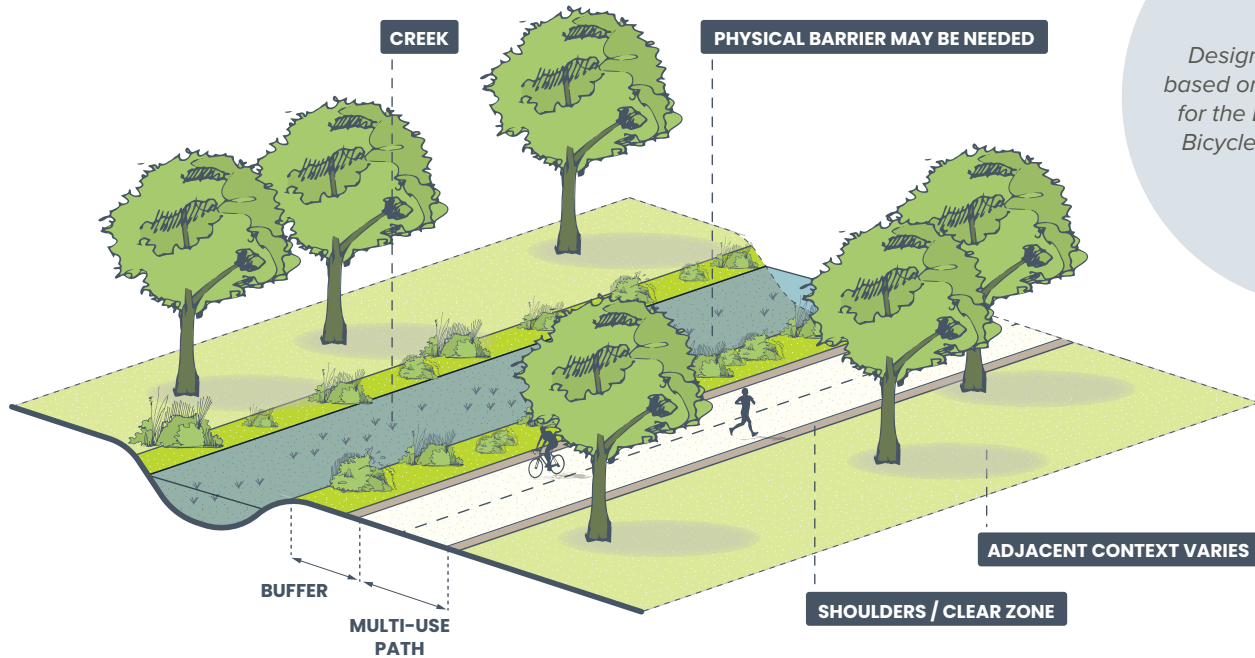 CREEK
PHYSICAL BARRIER MAY BE NEEDED
Design
based on
for the
Bicycle
BUFFER
MULTI-USE
PATH
ADJACENT CONTEXT VARIES
SHOULDERS / CLEAR ZONE